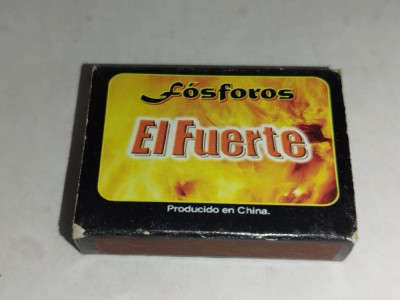 Fósforos
El Fuerte
Producido en China.